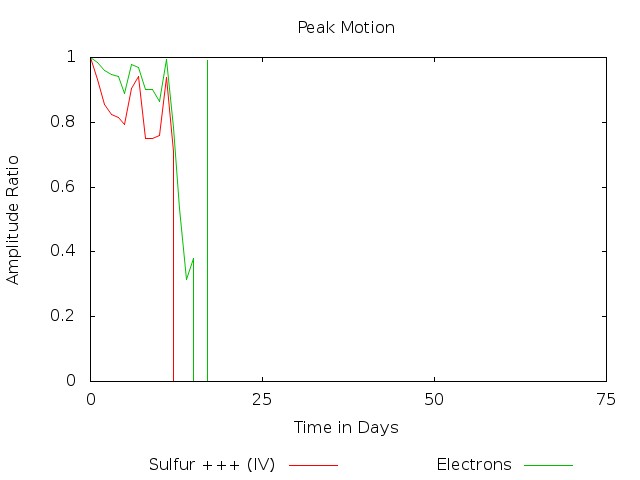 Peak Motion
1
0.8
0.6
0.4
0.2
0
Amplitude Ratio
0 25 50 75
Time in Days
Sulfur +++ (IV) Electrons